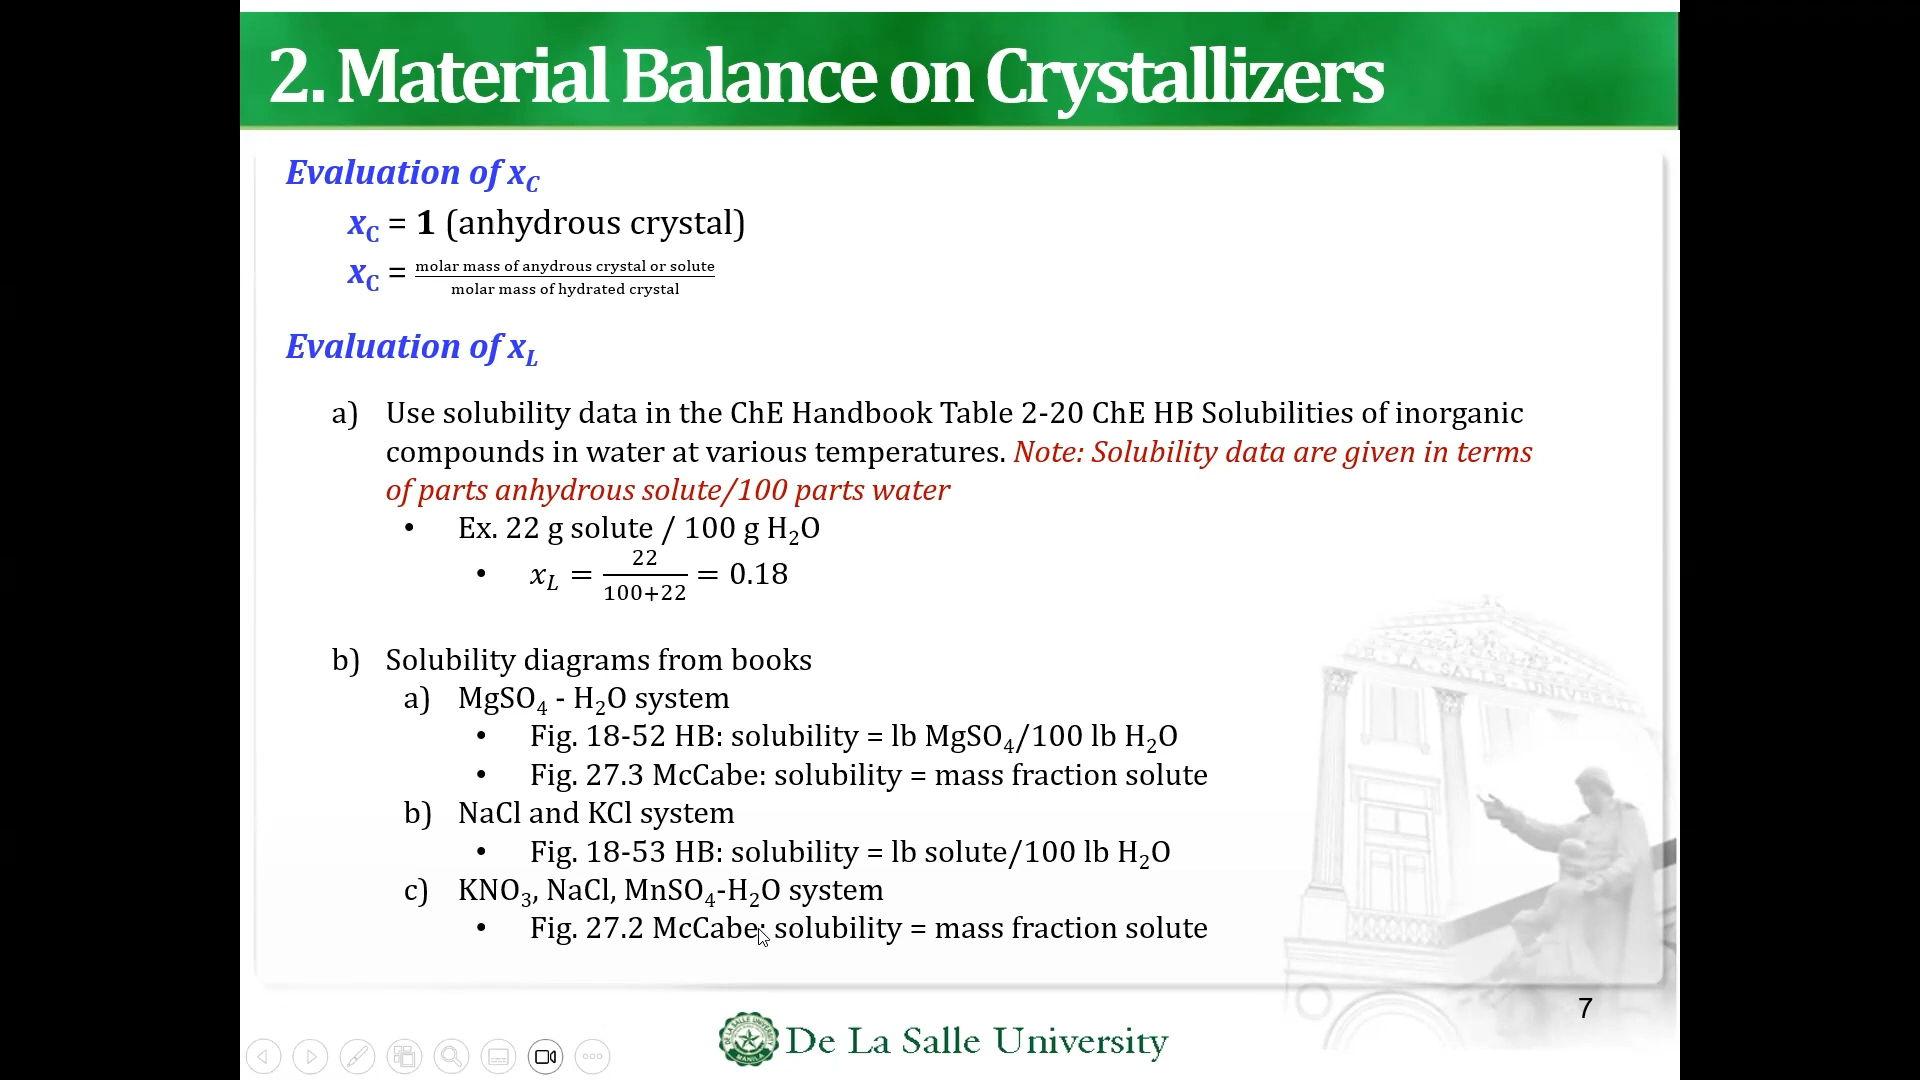 2. Material Balance on Crystallizers
Evaluation of x_C
x_C = 1 (anhydrous crystal)
x_C = molar mass of anydrous crystal or solute / molar mass of hydrated crystal
Evaluation of x_L
a) Use solubility data in the ChE Handbook Table 2-20 ChE HB Solubilities of inorganic
compounds in water at various temperatures. Note: Solubility data are given in terms
of parts anhydrous solute/100 parts water
• Ex. 22 g solute / 100 g H₂O
• x_L = 22 / 100+22 = 0.18
b) Solubility diagrams from books
a) MgSO₄ - H₂O system
• Fig. 18-52 HB: solubility = lb MgSO₄/100 lb H₂O
• Fig. 27.3 McCabe: solubility = mass fraction solute
b) NaCl and KCl system
• Fig. 18-53 HB: solubility = lb solute/100 lb H₂O
c) KNO₃, NaCl, MnSO₄-H₂O system
• Fig. 27.2 McCabe: solubility = mass fraction solute
7
De La Salle University